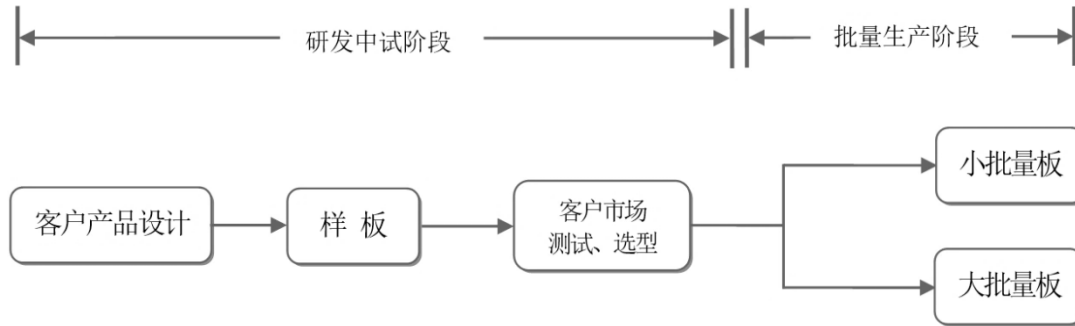 研发中试阶段
批量生产阶段
小批量板
客户产品设计
样 板
客户市场
测试、选型
大批量板